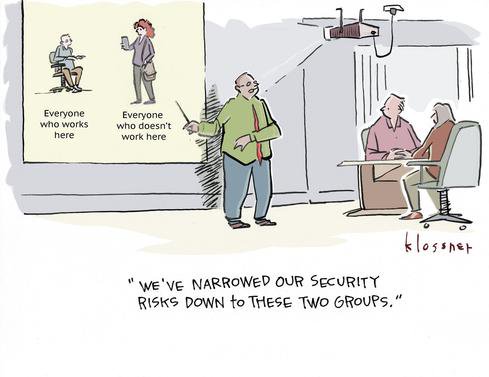 Everyone
who works
here
Everyone
who doesn't
work here
klossner
"WE'VE NARROWED OUR SECURITY
RISKS DOWN to THESE TWO GROUPS."